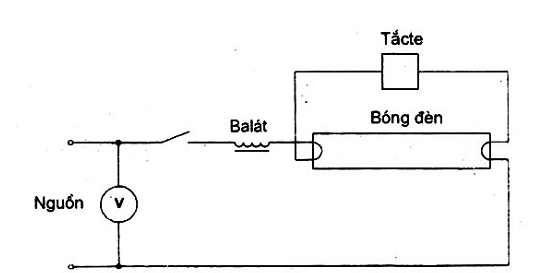 Tắcte
Balát
Bóng đèn
Nguồn
V